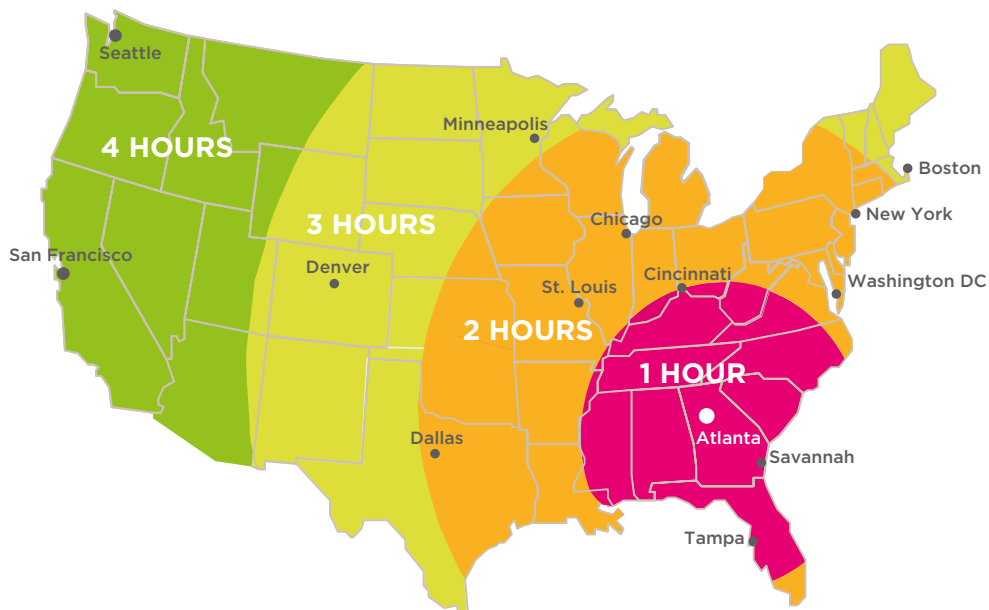 Seattle
Minneapolis
4 HOURS
Boston
New York
Chicago
3 HOURS
San Francisco
Denver
Cincinnati
Washington DC
St. Louis
2 HOURS
1 HOUR
Atlanta
Dallas
Savannah
Tampa